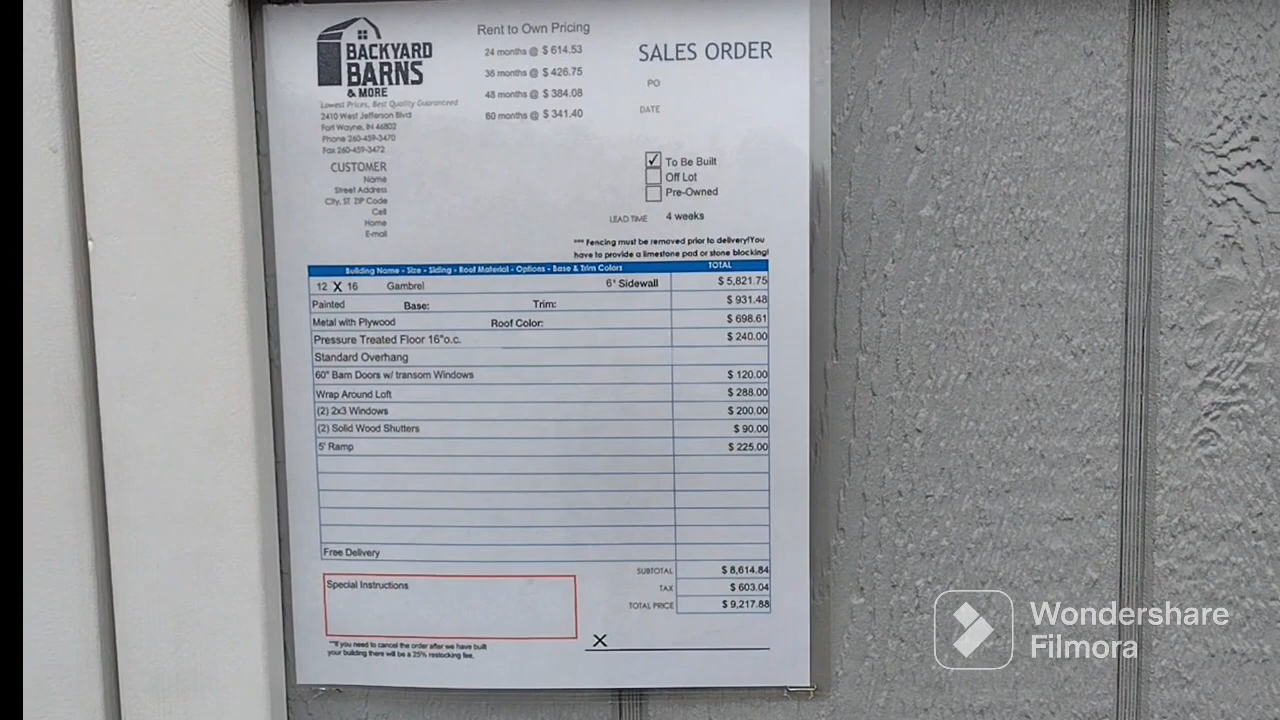 BACKYARD
BARNS
& MORE
Lowest Prices, Best Quality Guaranteed
2410 West Jefferson Blvd
Fort Wayne, IN 46802
Phone 260-459-3470
Fax 260-459-3472
Rent to Own Pricing
24 months @ $ 614.53
36 months @ $ 426.75
48 months @ $ 384.08
60 months @ $ 341.40
SALES ORDER
PO
DATE
CUSTOMER
Name
Street Address
City, ST. ZIP Code
Cell
Home
E-mail
✓ To Be Built
Off Lot
Pre-Owned
LEAD TIME 4 weeks
*** Fencing must be removed prior to delivery!You
have to provide a limestone pad or stone blocking!
Building Name - Size - Siding - Roof Material - Options - Base & Trim Colors TOTAL
12 X 16 Gambrel 6' Sidewall $ 5,821.75
Painted Base: Trim: $ 931.48
Metal with Plywood Roof Color: $ 698.61
Pressure Treated Floor 16"o.c. $ 240.00
Standard Overhang
60" Barn Doors w/ transom Windows $ 120.00
Wrap Around Loft $ 288.00
(2) 2x3 Windows $ 200.00
(2) Solid Wood Shutters $ 90.00
5' Ramp $ 225.00
Free Delivery
SUBTOTAL $ 8,614.84
TAX $ 603.04
TOTAL PRICE $ 9,217.88
Special Instructions
X
**If you need to cancel the order after we have built
your building there will be a 25% restocking fee.
Wondershare
Filmora